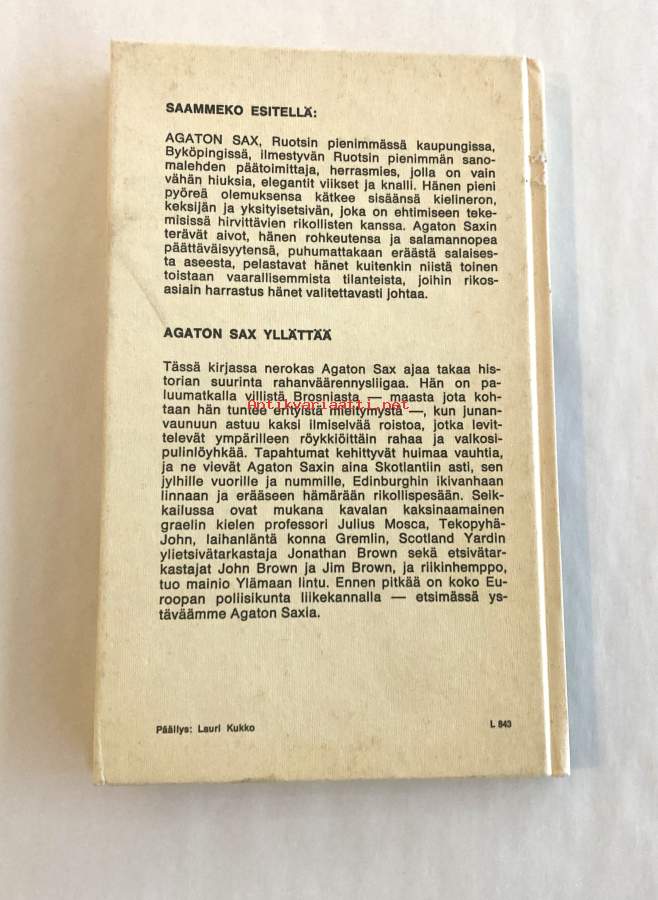 SAAMMEKO ESITELLÄ:
AGATON SAX, Ruotsin pienimmässä kaupungissa,
Byköpingissä, ilmestyvän Ruotsin pienimmän sano-
malehden päätoimittaja, herrasmies, jolla on vain
vähän hiuksia, elegantit viikset ja knalli. Hänen pieni
pyöreä olemuksensa kätkee sisäänsä kielineron,
keksijän ja yksityisetsivän, joka on ehtimiseen teke-
misissä hirvittävien rikollisten kanssa. Agaton Saxin
terävät aivot, hänen rohkeutensa ja salamannopea
päättäväisyytensä, puhumattakaan eräästä salaises-
ta aseesta, pelastavat hänet kuitenkin niistä toinen
toistaan vaarallisemmista tilanteista, joihin rikos-
asiain harrastus hänet valitettavasti johtaa.
AGATON SAX YLLÄTTÄÄ
Tässä kirjassa nerokas Agaton Sax ajaa takaa his-
torian suurinta rahanväärennysliigaa. Hän on pa-
luumatkalla villistä Brosniasta — maasta jota koh-
taan hän tuntee erityistä mieltymystä —, kun junan-
vaunuun astuu kaksi ilmiselvää roistoa, jotka levit-
televät ympärilleen röykkiöittäin rahaa ja valkosi-
pulinlöyhkää. Tapahtumat kehittyvät huimaa vauhtia,
ja ne vievät Agaton Saxin aina Skotlantiin asti, sen
jylhille vuorille ja nummille, Edinburghin ikivanhaan
linnaan ja erääseen hämärään rikollispesään. Seik-
kailussa ovat mukana kavalan kaksinaamainen
graelin kielen professori Julius Mosca, Tekopyhä-
John, laihanläntä konna Gremlin, Scotland Yardin
ylietsivätarkastaja Jonathan Brown sekä etsivätar-
kastajat John Brown ja Jim Brown, ja riikinhemppo,
tuo mainio Ylämaan lintu. Ennen pitkää on koko Eu-
roopan poliisikunta liikekannalla — etsimässä ys-
täväämme Agaton Saxia.
Päällys: Lauri Kukko
L 843
Antikvariaatti.net